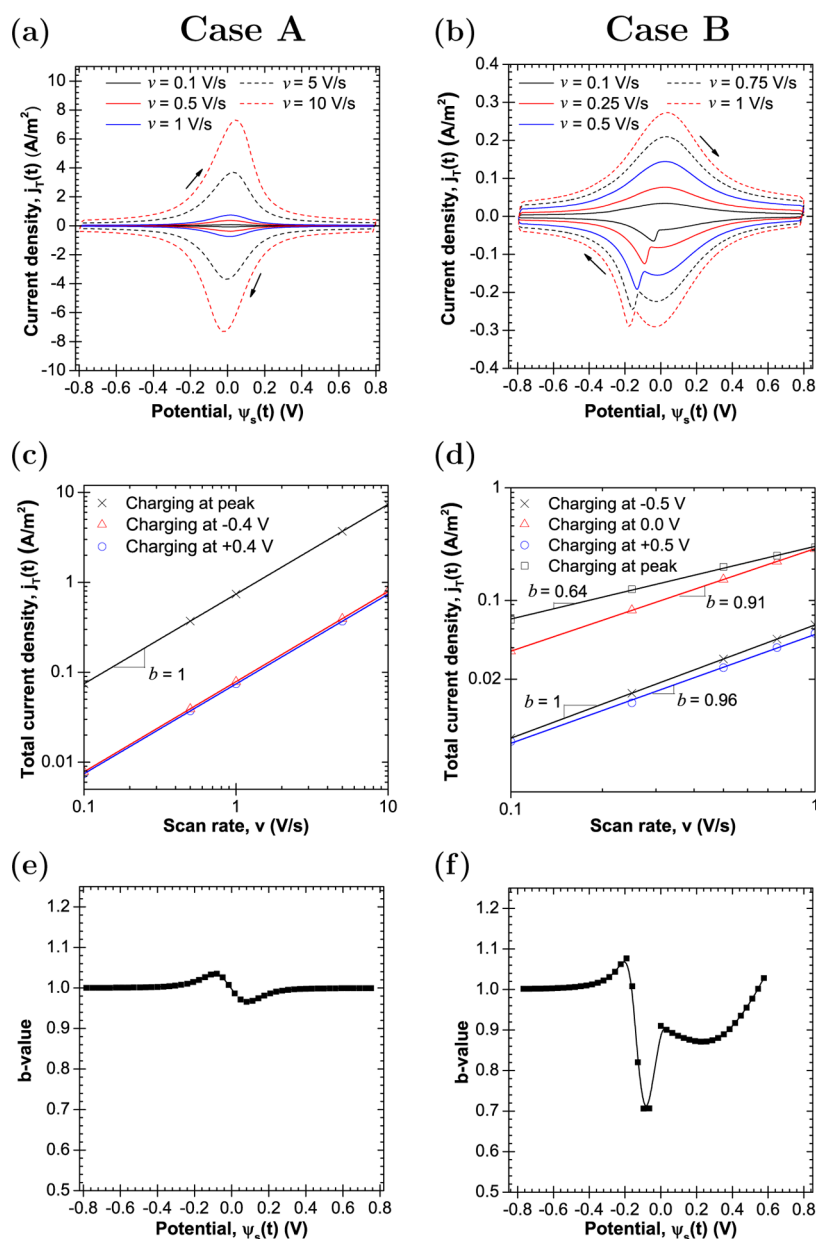 Case A
Case B
(a)
(b)
v = 0.1 V/s
v = 5 V/s
v = 0.5 V/s
v = 10 V/s
v = 1 V/s
10
8
6
4
2
0
-2
-4
-6
-8
-10
Current density, jT(t) (A/m²)
-0.8 -0.6 -0.4 -0.2 0.0 0.2 0.4 0.6 0.8
Potential, ψs(t) (V)
v = 0.1 V/s
v = 0.75 V/s
v = 0.25 V/s
v = 1 V/s
v = 0.5 V/s
0.4
0.3
0.2
0.1
0.0
-0.1
-0.2
-0.3
-0.4
Current density, jT(t) (A/m²)
-0.8 -0.6 -0.4 -0.2 0.0 0.2 0.4 0.6 0.8
Potential, ψs(t) (V)
(c)
(d)
Charging at peak
Charging at -0.4 V
Charging at +0.4 V
10
1
0.1
0.01
Total current density, jT(t) (A/m²)
b = 1
0.1 1 10
Scan rate, v (V/s)
Charging at -0.5 V
Charging at 0.0 V
Charging at +0.5 V
Charging at peak
1
0.1
0.02
Total current density, jT(t) (A/m²)
b = 0.64
b = 0.91
b = 1
b = 0.96
0.1 1
Scan rate, v (V/s)
(e)
(f)
1.2
1.1
1.0
0.9
0.8
0.7
0.6
0.5
b-value
-0.8 -0.6 -0.4 -0.2 0.0 0.2 0.4 0.6 0.8
Potential, ψs(t) (V)
1.2
1.1
1.0
0.9
0.8
0.7
0.6
0.5
b-value
-0.8 -0.6 -0.4 -0.2 0.0 0.2 0.4 0.6 0.8
Potential, ψs(t) (V)